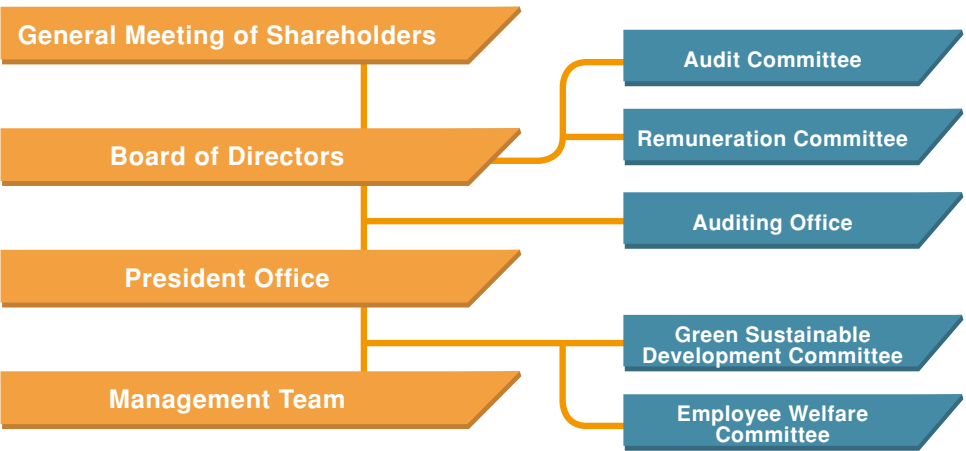 General Meeting of Shareholders
Audit Committee
Board of Directors
Remuneration Committee
Auditing Office
President Office
Green Sustainable
Development Committee
Management Team
Employee Welfare
Committee